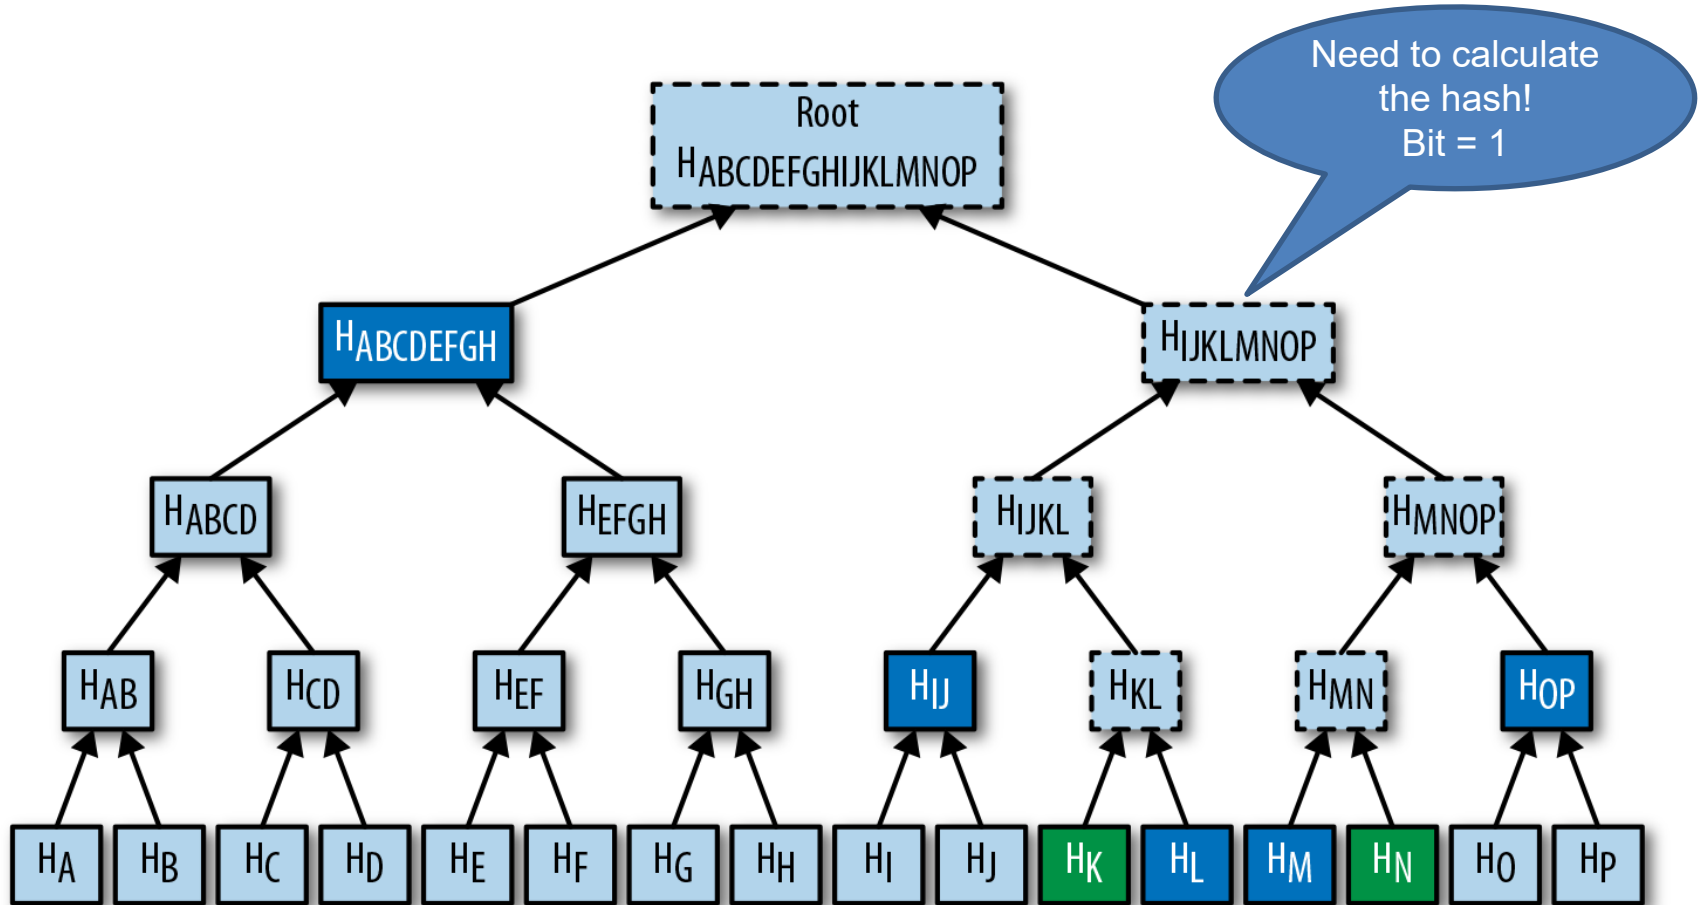 Need to calculate
the hash!
Bit = 1
Root
HABCDEFGHIJKLMNOP
HABCDEFGH
HIJKLMNOP
HABCD
HEFGH
HIJKL
HMNOP
HAB
HCD
HEF
HGH
HIJ
HKL
HMN
HOP
HA
HB
HC
HD
HE
HF
HG
HH
HI
HJ
HK
HL
HM
HN
HO
HP